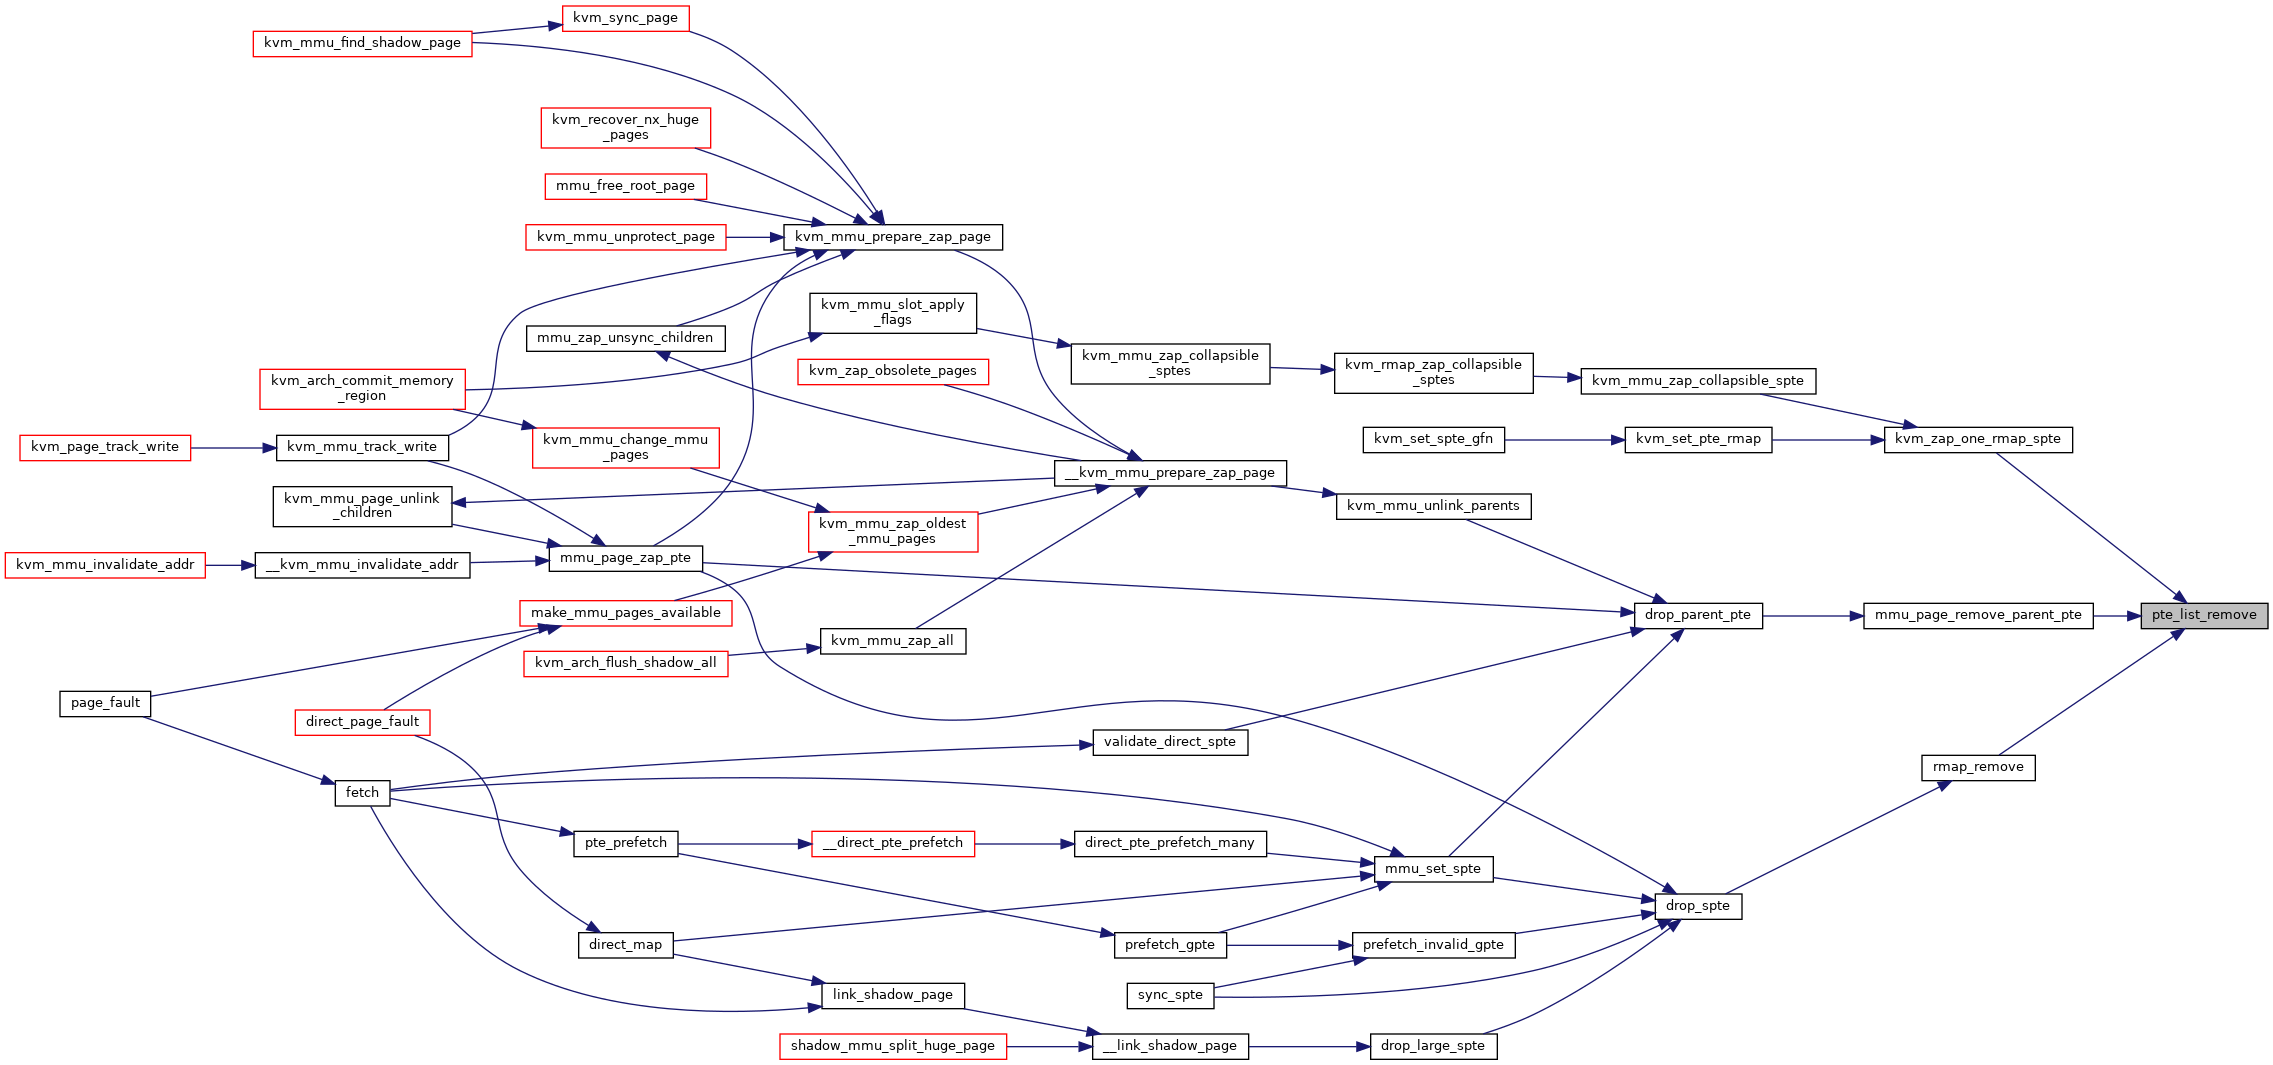 kvm_sync_page
kvm_mmu_find_shadow_page
kvm_recover_nx_huge
_pages
mmu_free_root_page
kvm_mmu_unprotect_page
kvm_mmu_prepare_zap_page
kvm_mmu_slot_apply
_flags
mmu_zap_unsync_children
kvm_mmu_zap_collapsible
_sptes
kvm_rmap_zap_collapsible
_sptes
kvm_zap_obsolete_pages
kvm_mmu_zap_collapsible_spte
kvm_arch_commit_memory
_region
kvm_mmu_change_mmu
_pages
kvm_page_track_write
kvm_mmu_track_write
kvm_set_spte_gfn
kvm_set_pte_rmap
kvm_zap_one_rmap_spte
__kvm_mmu_prepare_zap_page
kvm_mmu_page_unlink
_children
kvm_mmu_unlink_parents
kvm_mmu_zap_oldest
_mmu_pages
kvm_mmu_invalidate_addr
__kvm_mmu_invalidate_addr
mmu_page_zap_pte
make_mmu_pages_available
drop_parent_pte
mmu_page_remove_parent_pte
pte_list_remove
kvm_mmu_zap_all
kvm_arch_flush_shadow_all
page_fault
direct_page_fault
validate_direct_spte
rmap_remove
fetch
pte_prefetch
__direct_pte_prefetch
direct_pte_prefetch_many
mmu_set_spte
drop_spte
direct_map
prefetch_gpte
prefetch_invalid_gpte
link_shadow_page
sync_spte
shadow_mmu_split_huge_page
__link_shadow_page
drop_large_spte